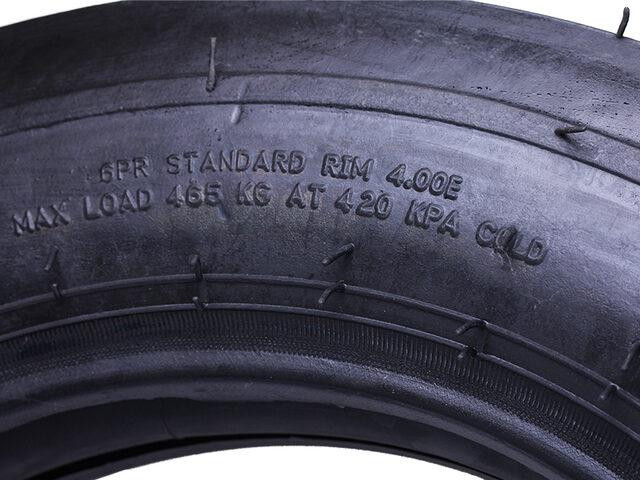 6PR STANDARD RIM 4.00E
MAX LOAD 465 KG AT 420 KPA COLD